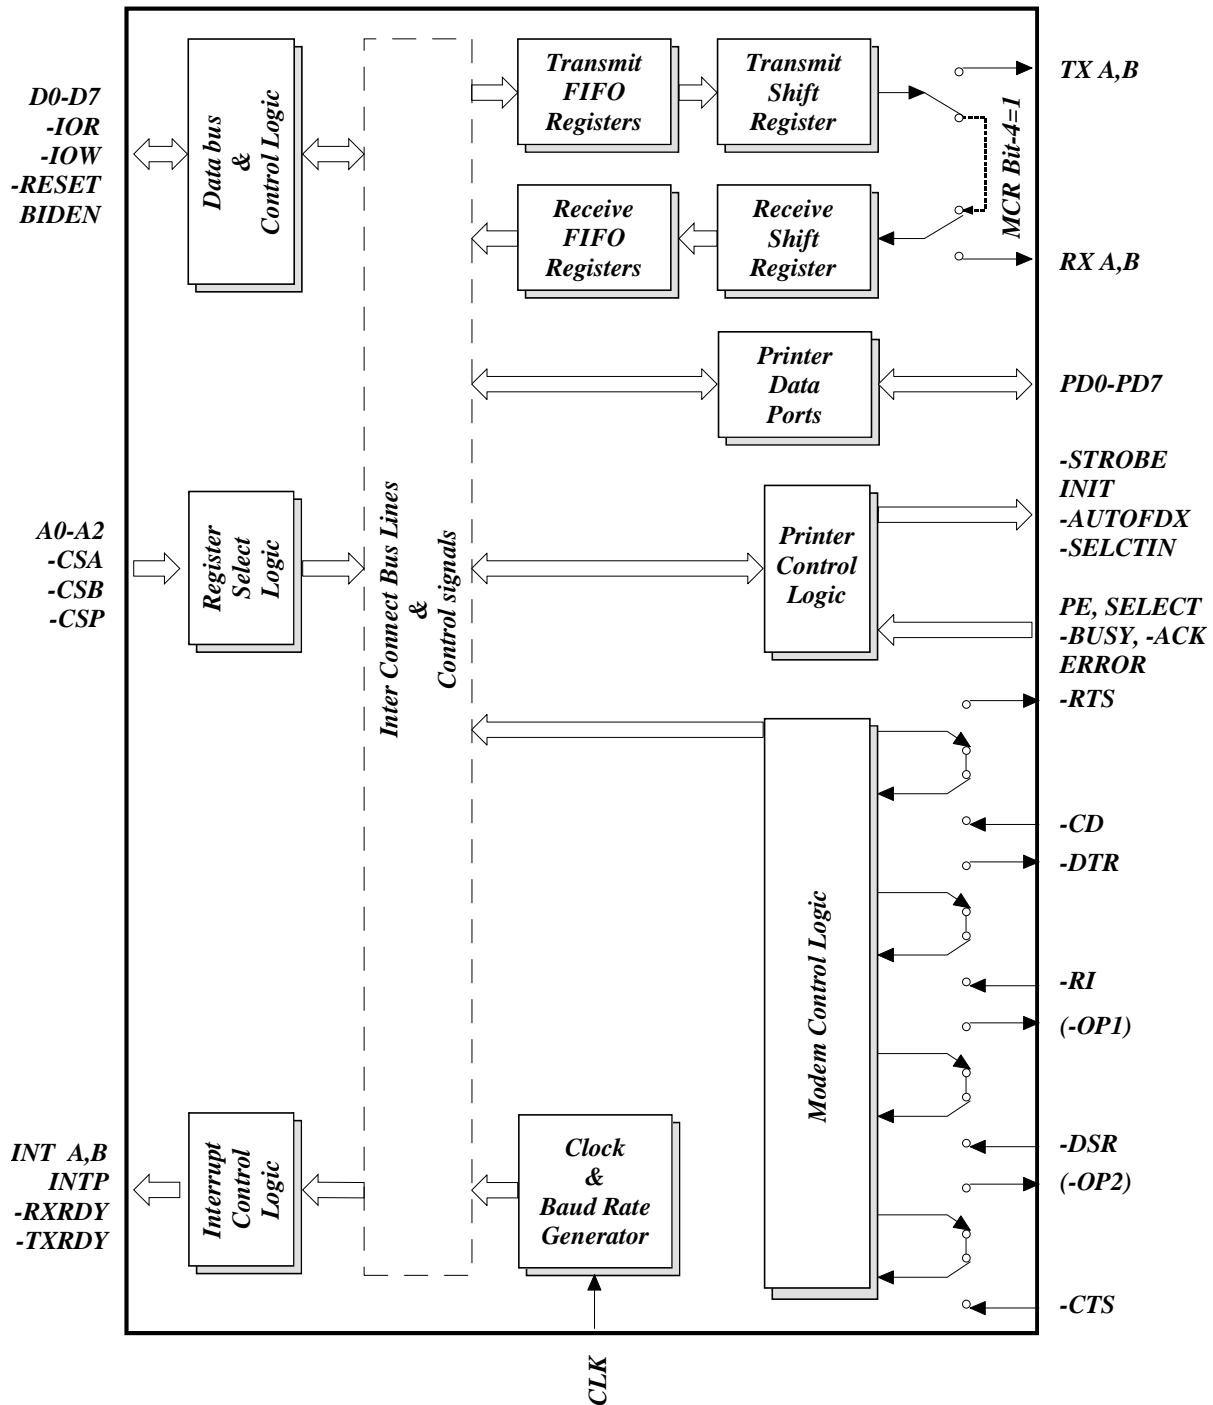 D0-D7
-IOR
-IOW
-RESET
BIDEN
Data bus
&
Control Logic
Transmit
FIFO
Registers
Transmit
Shift
Register
TX A,B
MCR Bit-4=1
Receive
FIFO
Registers
Receive
Shift
Register
RX A,B
Printer
Data
Ports
PD0-PD7
A0-A2
-CSA
-CSB
-CSP
Register
Select
Logic
Inter Connect Bus Lines
&
Control signals
Printer
Control
Logic
-STROBE
INIT
-AUTOFDX
-SELCTIN
PE, SELECT
-BUSY, -ACK
ERROR
Modem Control Logic
-RTS
-CD
-DTR
-RI
(-OP1)
-DSR
(-OP2)
-CTS
INT A,B
INTP
-RXRDY
-TXRDY
Interrupt
Control
Logic
Clock
&
Baud Rate
Generator
CLK